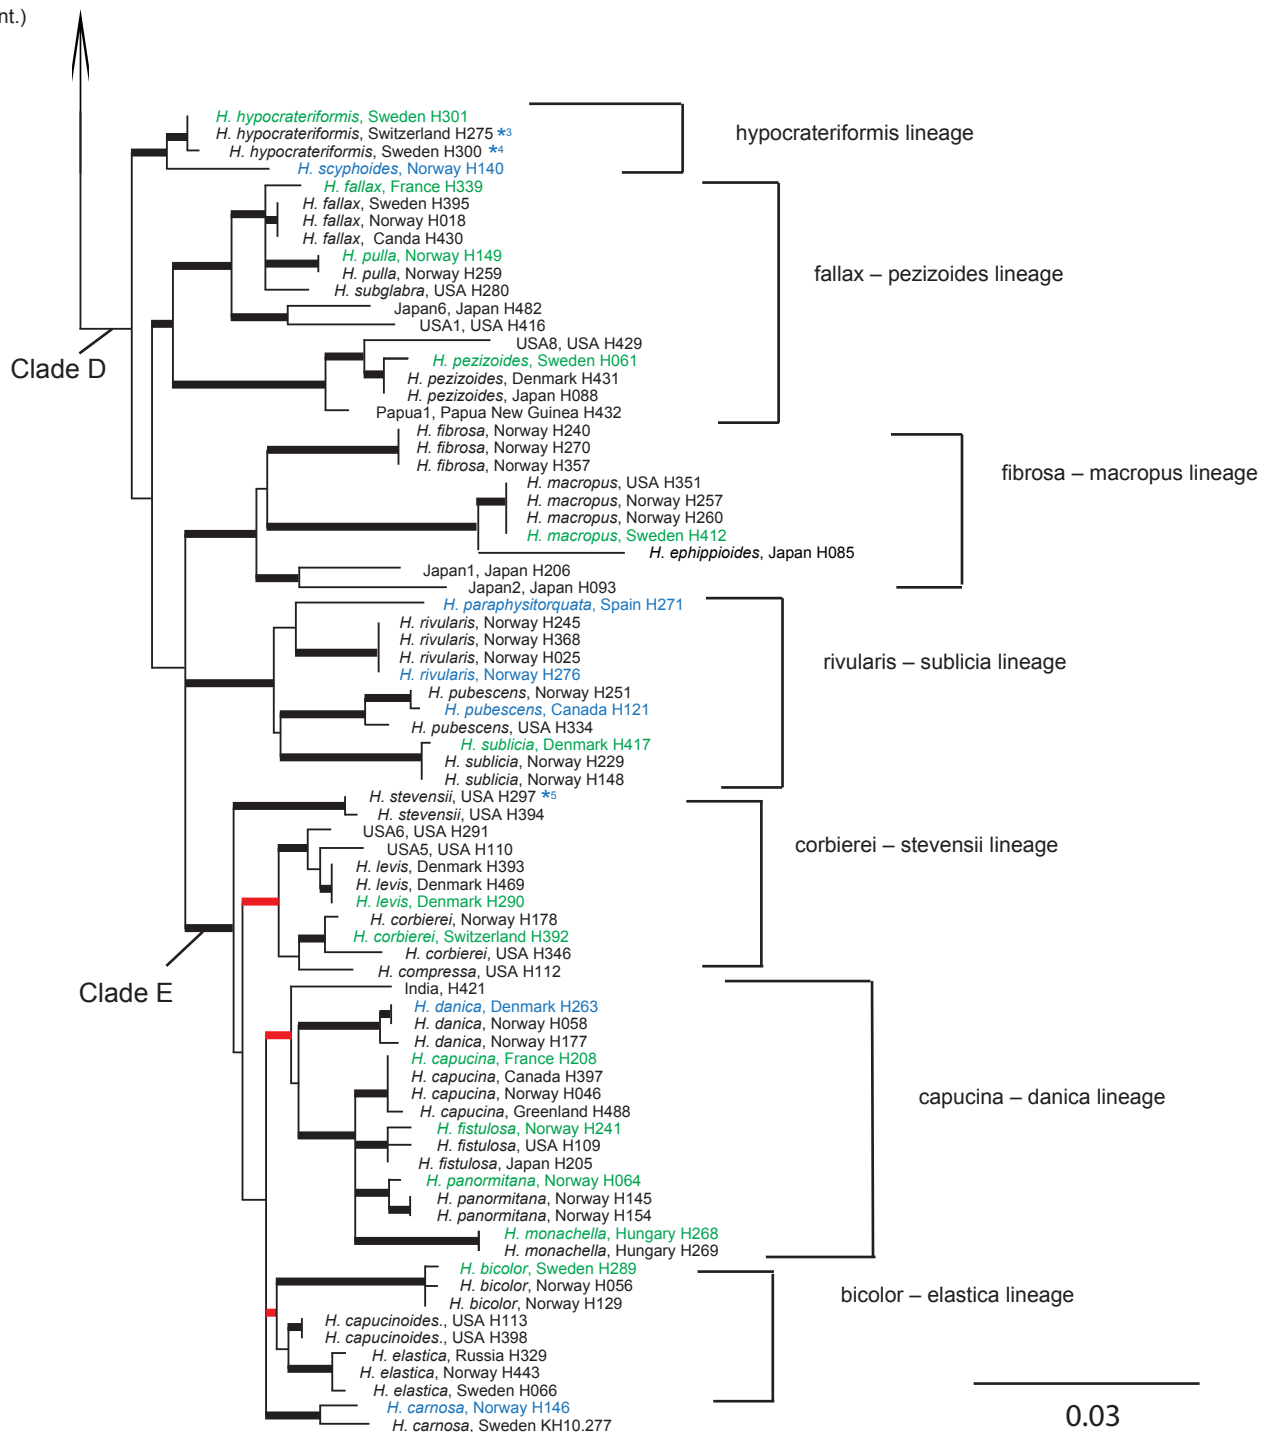 nt.)
H. hypocrateriformis, Sweden H301
H. hypocrateriformis, Switzerland H275 *3
H. hypocrateriformis, Sweden H300 *4
H. scyphoides, Norway H140
hypocrateriformis lineage
H. fallax, France H339
H. fallax, Sweden H395
H. fallax, Norway H018
H. fallax, Canda H430
H. pulla, Norway H149
H. pulla, Norway H259
H. subglabra, USA H280
Japan6, Japan H482
USA1, USA H416
USA8, USA H429
H. pezizoides, Sweden H061
H. pezizoides, Denmark H431
H. pezizoides, Japan H088
Papua1, Papua New Guinea H432
fallax – pezizoides lineage
Clade D
H. fibrosa, Norway H240
H. fibrosa, Norway H270
H. fibrosa, Norway H357
H. macropus, USA H351
H. macropus, Norway H257
H. macropus, Norway H260
H. macropus, Sweden H412
H. ephippioides, Japan H085
Japan1, Japan H206
Japan2, Japan H093
fibrosa – macropus lineage
H. paraphysitorquata, Spain H271
H. rivularis, Norway H245
H. rivularis, Norway H368
H. rivularis, Norway H025
H. rivularis, Norway H276
H. pubescens, Norway H251
H. pubescens, Canada H121
H. pubescens, USA H334
H. sublicia, Denmark H417
H. sublicia, Norway H229
H. sublicia, Norway H148
rivularis – sublicia lineage
H. stevensii, USA H297 *5
H. stevensii, USA H394
USA6, USA H291
USA5, USA H110
H. levis, Denmark H393
H. levis, Denmark H469
H. levis, Denmark H290
H. corbierei, Norway H178
H. corbierei, Switzerland H392
H. corbierei, USA H346
H. compressa, USA H112
corbierei – stevensii lineage
Clade E
India, H421
H. danica, Denmark H263
H. danica, Norway H058
H. danica, Norway H177
H. capucina, France H208
H. capucina, Canada H397
H. capucina, Norway H046
H. capucina, Greenland H488
H. fistulosa, Norway H241
H. fistulosa, USA H109
H. fistulosa, Japan H205
H. panormitana, Norway H064
H. panormitana, Norway H145
H. panormitana, Norway H154
H. monachella, Hungary H268
H. monachella, Hungary H269
capucina – danica lineage
H. bicolor, Sweden H289
H. bicolor, Norway H056
H. bicolor, Norway H129
H. capucinoides., USA H113
H. capucinoides., USA H398
H. elastica, Russia H329
H. elastica, Norway H443
H. elastica, Sweden H066
bicolor – elastica lineage
H. carnosa, Norway H146
H. carnosa, Sweden KH10.277
0.03